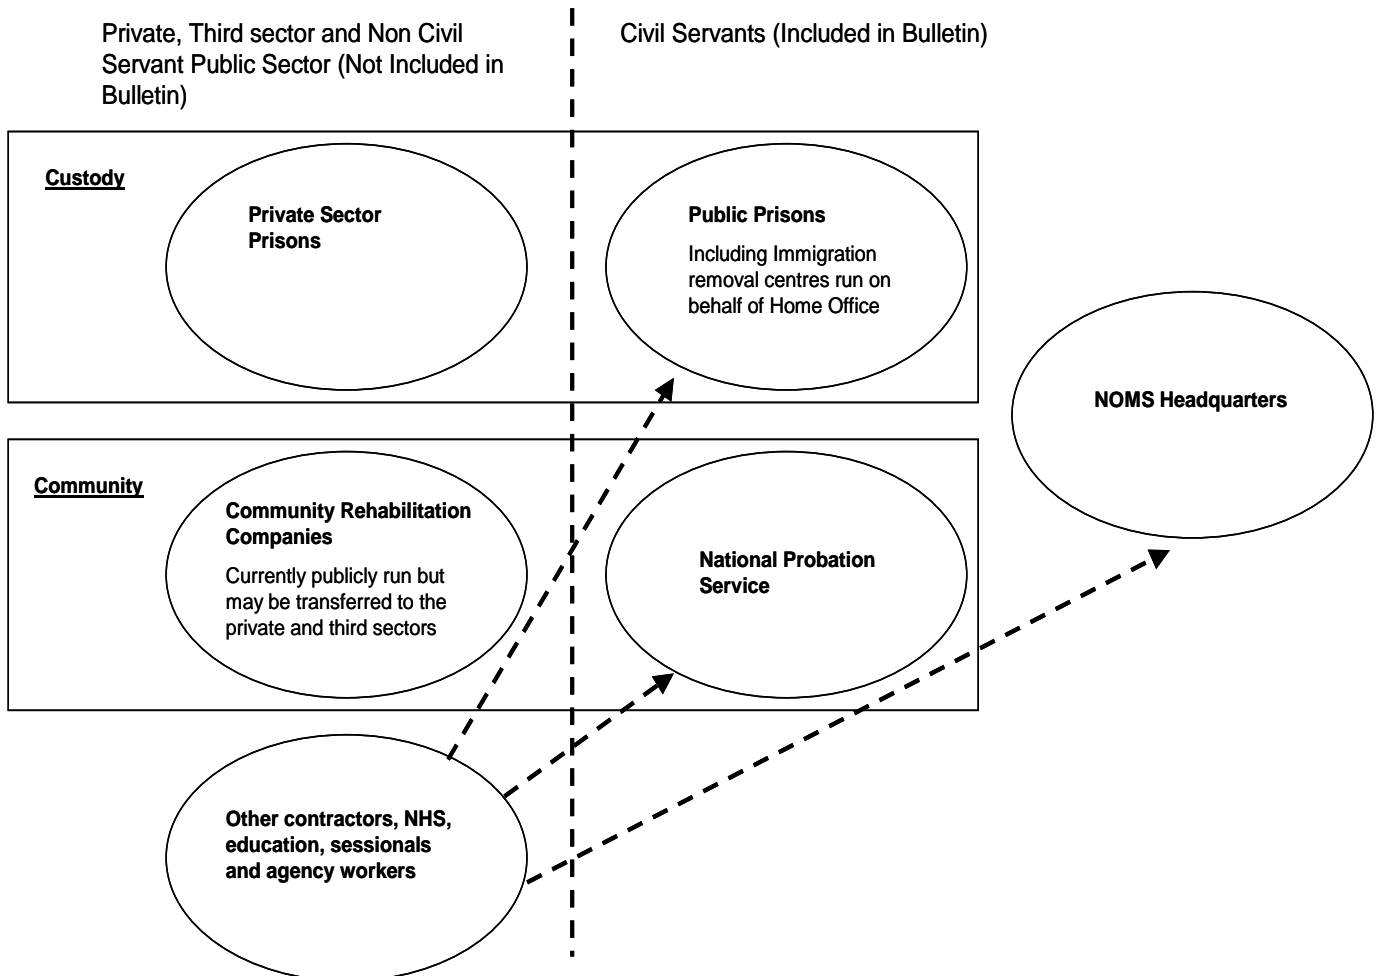 Private, Third sector and Non Civil
Servant Public Sector (Not Included in
Bulletin)
Civil Servants (Included in Bulletin)
Custody
Private Sector
Prisons
Public Prisons
Including Immigration
removal centres run on
behalf of Home Office
NOMS Headquarters
Community
Community Rehabilitation
Companies
Currently publicly run but
may be transferred to the
private and third sectors
National Probation
Service
Other contractors, NHS,
education, sessionals
and agency workers